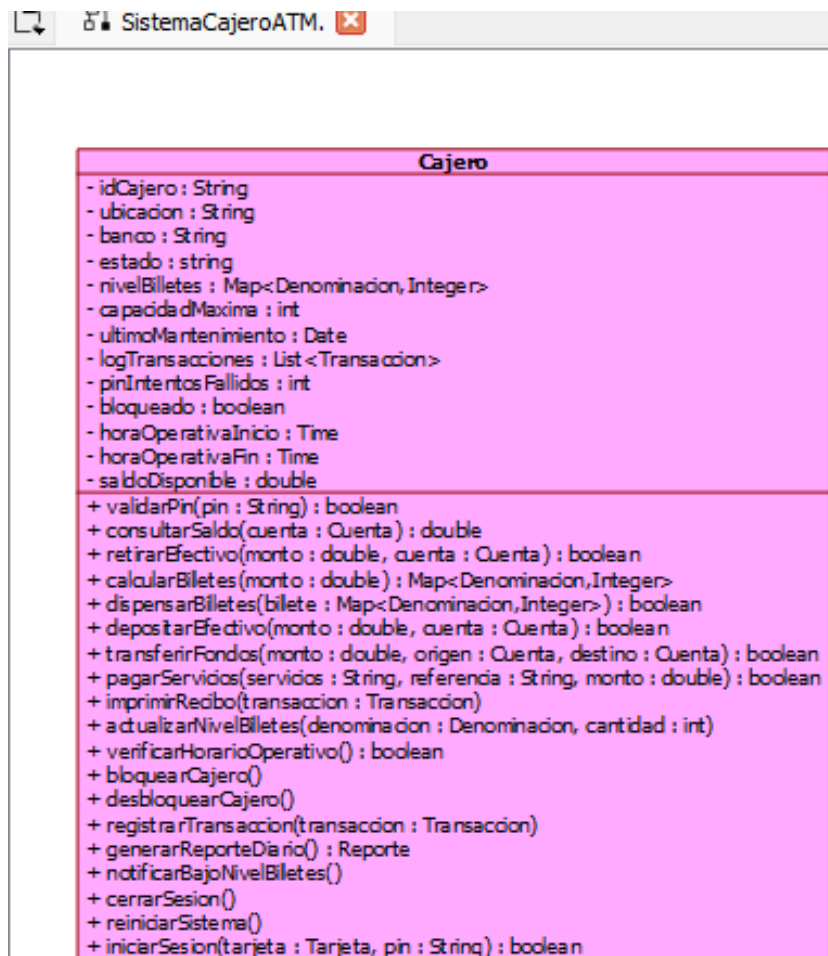 SistemaCajeroATM.
Cajero
- idCajero : String
- ubicacion : String
- banco : String
- estado : string
- nivelBilletes : Map<Denominacion,Integer>
- capacidadMaxima : int
- ultimoMantenimiento : Date
- logTransacciones : List<Transaccion>
- pinIntentosFallidos : int
- bloqueado : boolean
- horaOperativaInicio : Time
- horaOperativaFin : Time
- saldoDisponible : double
+ validarPin(pin : String) : boolean
+ consultarSaldo(cuenta : Cuenta) : double
+ retirarEfectivo(monto : double, cuenta : Cuenta) : boolean
+ calcularBilletes(monto : double) : Map<Denominacion,Integer>
+ dispensarBilletes(billete : Map<Denominacion,Integer>) : boolean
+ depositarEfectivo(monto : double, cuenta : Cuenta) : boolean
+ transferirFondos(monto : double, origen : Cuenta, destino : Cuenta) : boolean
+ pagarServicios(servicios : String, referencia : String, monto : double) : boolean
+ imprimirRecibo(transaccion : Transaccion)
+ actualizarNivelBilletes(denominacion : Denominacion, cantidad : int)
+ verificarHorarioOperativo() : boolean
+ bloquearCajero()
+ desbloquearCajero()
+ registrarTransaccion(transaccion : Transaccion)
+ generarReporteDiario() : Reporte
+ notificarBajoNivelBilletes()
+ cerrarSesion()
+ reiniciarSistema()
+ iniciarSesion(tarjeta : Tarjeta, pin : String) : boolean